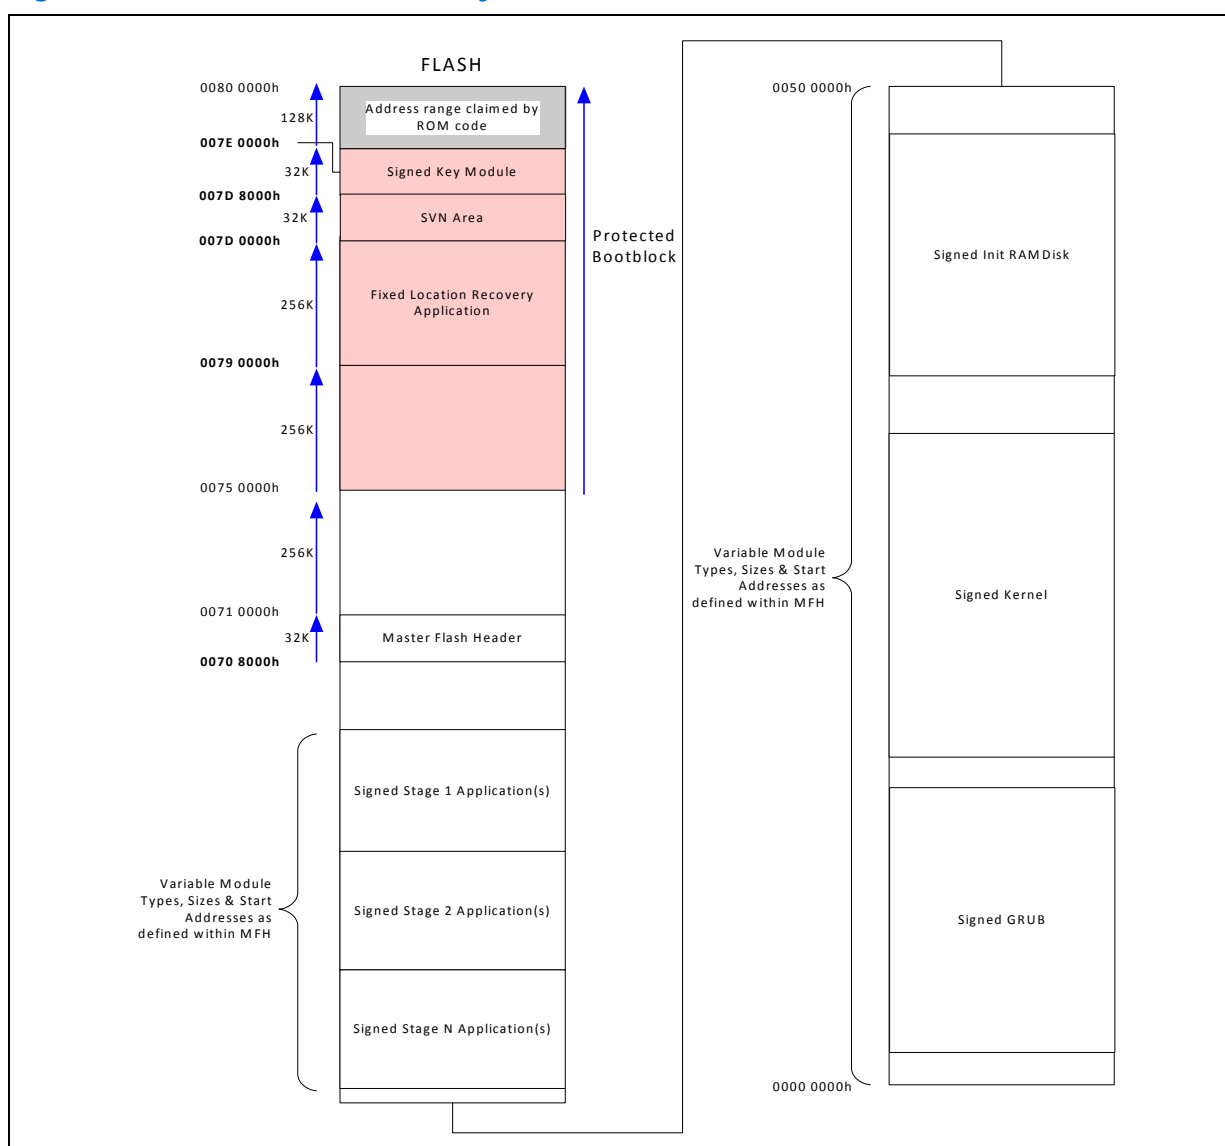 FLASH
0080 0000h
128K
Address range claimed by
ROM code
007E 0000h
32K
Signed Key Module
007D 8000h
32K
SVN Area
007D 0000h
Protected
Bootblock
256K
Fixed Location Recovery
Application
0079 0000h
256K
0075 0000h
256K
0071 0000h
32K
Master Flash Header
0070 8000h
Signed Stage 1 Application(s)
Variable Module
Types, Sizes & Start
Addresses as
defined within MFH
Signed Stage 2 Application(s)
Signed Stage N Application(s)
0050 0000h
Signed Init RAMDisk
Variable Module
Types, Sizes & Start
Addresses as
defined within MFH
Signed Kernel
Signed GRUB
0000 0000h